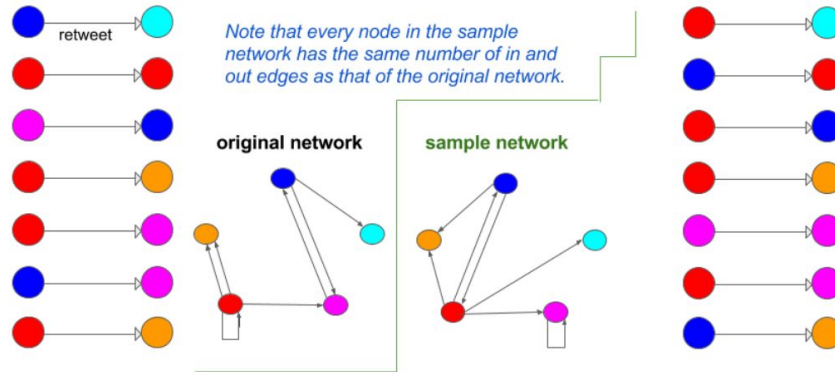 retweet
Note that every node in the sample
network has the same number of in and
out edges as that of the original network.
original network
sample network